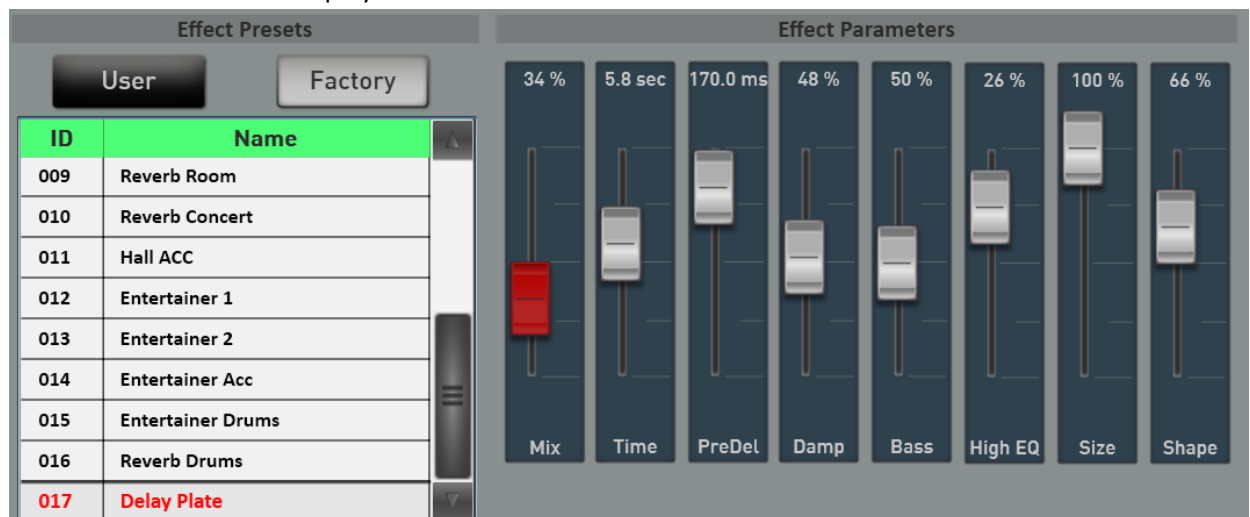 Effect Presets
Effect Parameters
User Factory
ID Name
009 Reverb Room
010 Reverb Concert
011 Hall ACC
012 Entertainer 1
013 Entertainer 2
014 Entertainer Acc
015 Entertainer Drums
016 Reverb Drums
017 Delay Plate
34 % 5.8 sec 170.0 ms 48 % 50 % 26 % 100 % 66 %
Mix Time PreDel Damp Bass High EQ Size Shape